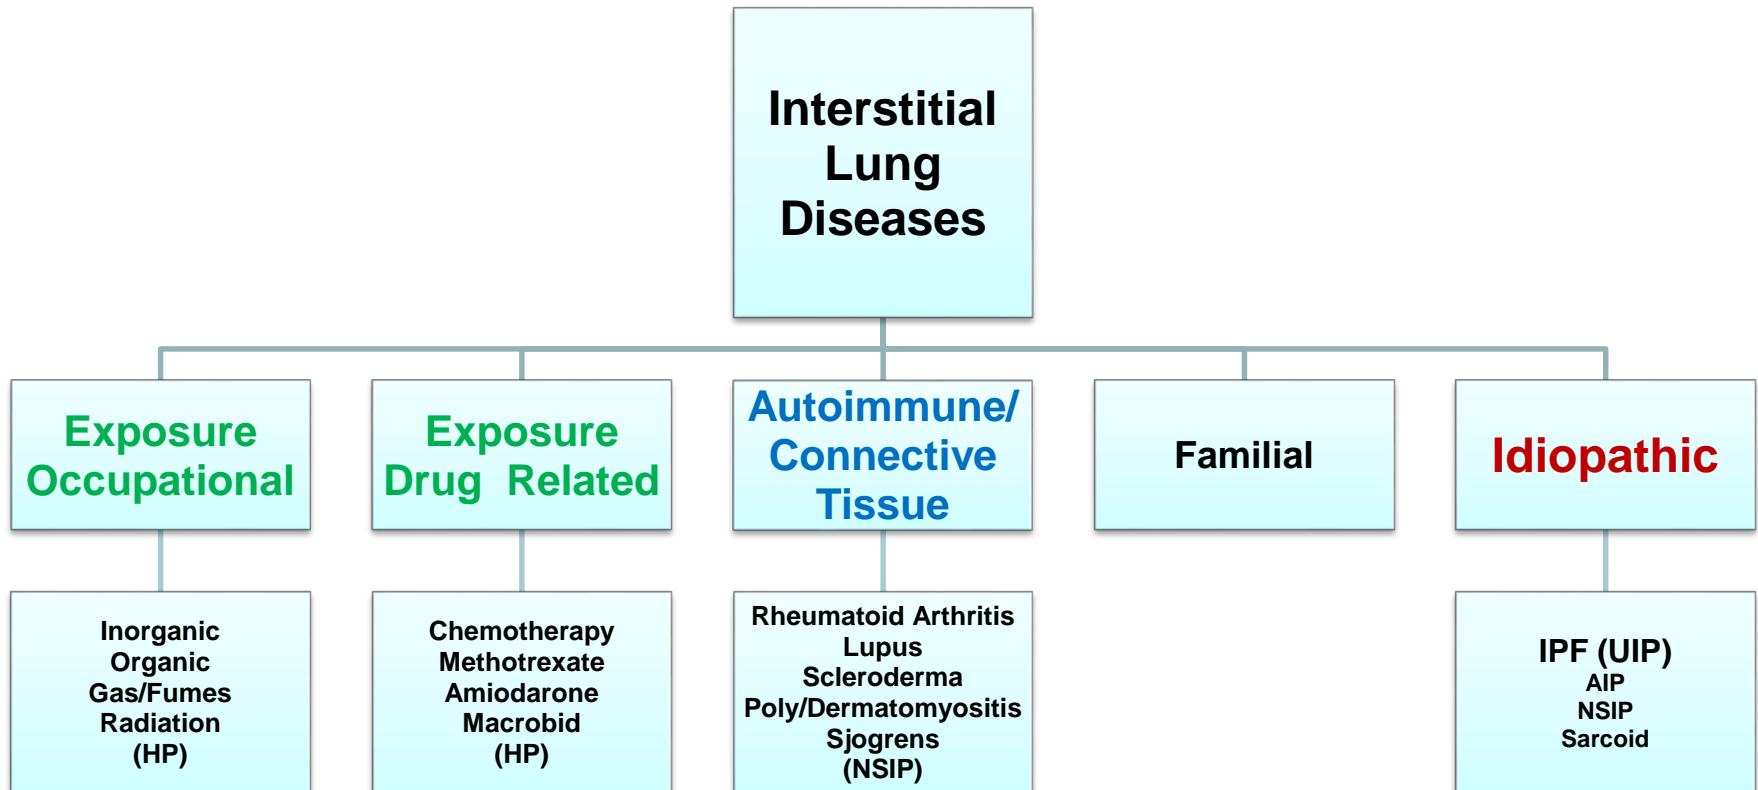 Interstitial
Lung
Diseases
Exposure
Occupational
Exposure
Drug Related
Autoimmune/
Connective
Tissue
Familial
Idiopathic
Inorganic
Organic
Gas/Fumes
Radiation
(HP)
Chemotherapy
Methotrexate
Amiodarone
Macrobid
(HP)
Rheumatoid Arthritis
Lupus
Scleroderma
Poly/Dermatomyositis
Sjogrens
(NSIP)
IPF (UIP)
AIP
NSIP
Sarcoid